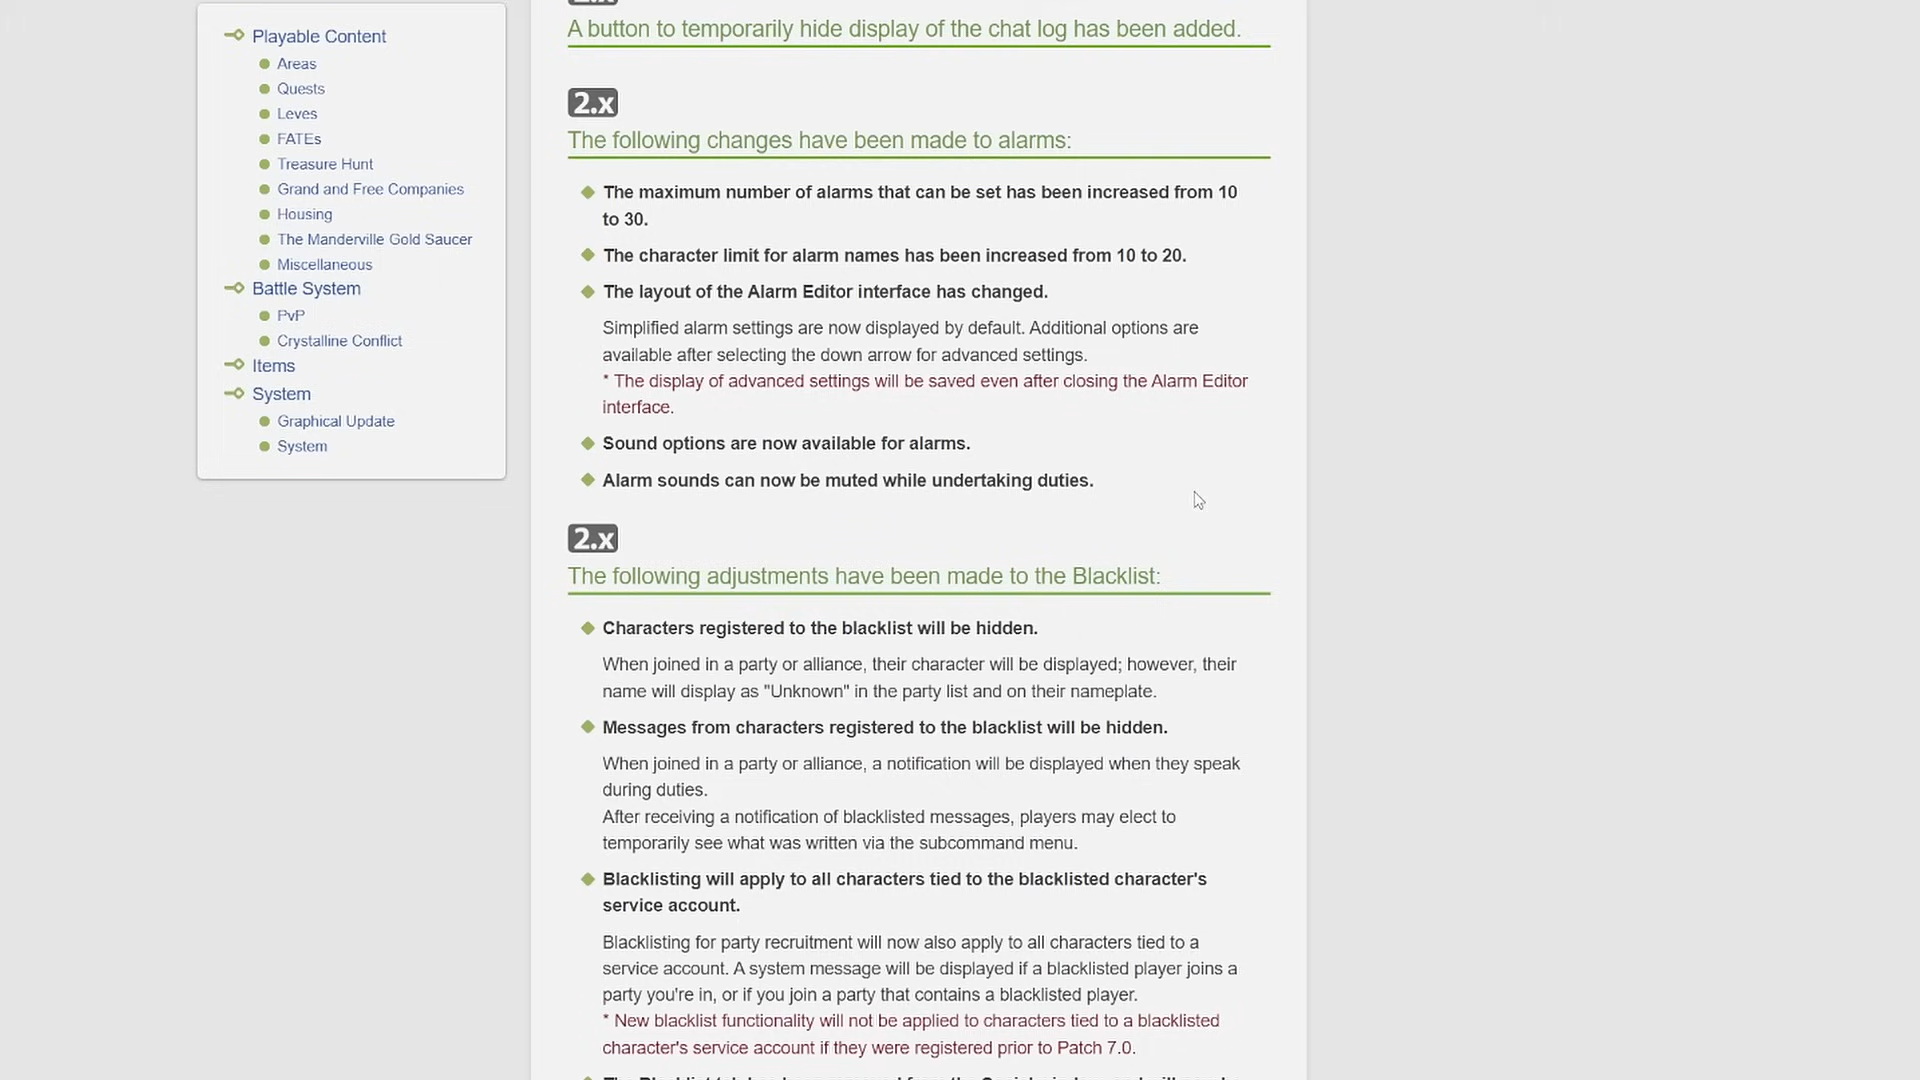 Playable Content
Areas
Quests
Leves
FATEs
Treasure Hunt
Grand and Free Companies
Housing
The Manderville Gold Saucer
Miscellaneous
Battle System
PvP
Crystalline Conflict
Items
System
Graphical Update
System
A button to temporarily hide display of the chat log has been added.
2.x
The following changes have been made to alarms:
The maximum number of alarms that can be set has been increased from 10
to 30.
The character limit for alarm names has been increased from 10 to 20.
The layout of the Alarm Editor interface has changed.
Simplified alarm settings are now displayed by default. Additional options are
available after selecting the down arrow for advanced settings.
* The display of advanced settings will be saved even after closing the Alarm Editor
interface.
Sound options are now available for alarms.
Alarm sounds can now be muted while undertaking duties.
2.x
The following adjustments have been made to the Blacklist:
Characters registered to the blacklist will be hidden.
When joined in a party or alliance, their character will be displayed; however, their
name will display as "Unknown" in the party list and on their nameplate.
Messages from characters registered to the blacklist will be hidden.
When joined in a party or alliance, a notification will be displayed when they speak
during duties.
After receiving a notification of blacklisted messages, players may elect to
temporarily see what was written via the subcommand menu.
Blacklisting will apply to all characters tied to the blacklisted character's
service account.
Blacklisting for party recruitment will now also apply to all characters tied to a
service account. A system message will be displayed if a blacklisted player joins a
party you're in, or if you join a party that contains a blacklisted player.
* New blacklist functionality will not be applied to characters tied to a blacklisted
character's service account if they were registered prior to Patch 7.0.